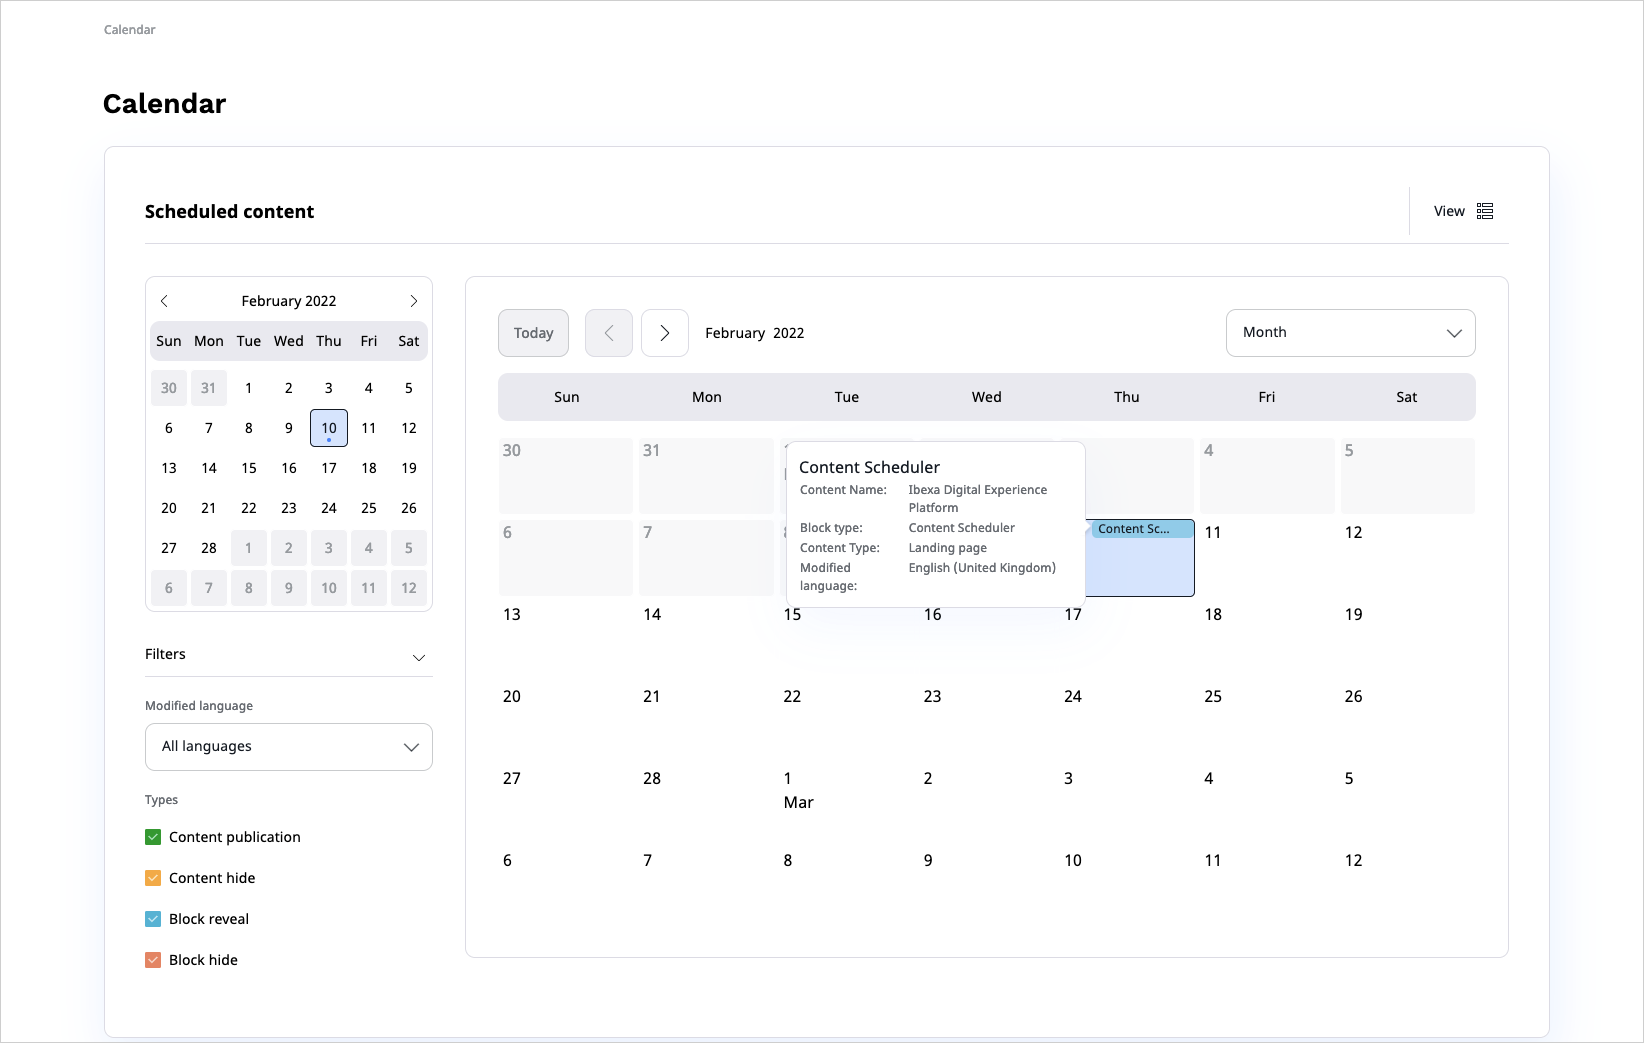 Calendar
Calendar
Scheduled content
View
February 2022
Sun Mon Tue Wed Thu Fri Sat
30 31 1 2 3 4 5
6 7 8 9 10 11 12
13 14 15 16 17 18 19
20 21 22 23 24 25 26
27 28 1 2 3 4 5
6 7 8 9 10 11 12
Filters
Modified language
All languages
Types
Content publication
Content hide
Block reveal
Block hide
Today
February 2022
Month
Sun Mon Tue Wed Thu Fri Sat
30 31 4 5
Content Scheduler
Content Name: Ibexa Digital Experience
Platform
Block type: Content Scheduler
Content Type: Landing page
Modified English (United Kingdom)
language:
6 7 Content Sc... 11 12
13 14 15 16 17 18 19
20 21 22 23 24 25 26
27 28 1 2 3 4 5
Mar
6 7 8 9 10 11 12